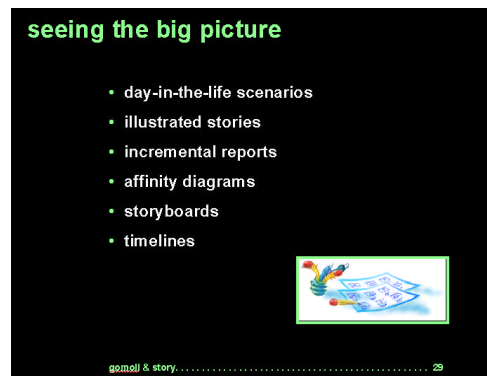 seeing the big picture
• day-in-the-life scenarios
• illustrated stories
• incremental reports
• affinity diagrams
• storyboards
• timelines
gomoll & story. . . . . . . . . . . . . . . . . . . . . . . . . . . . . . . . . . . . . . . . . . . . . . . . 29